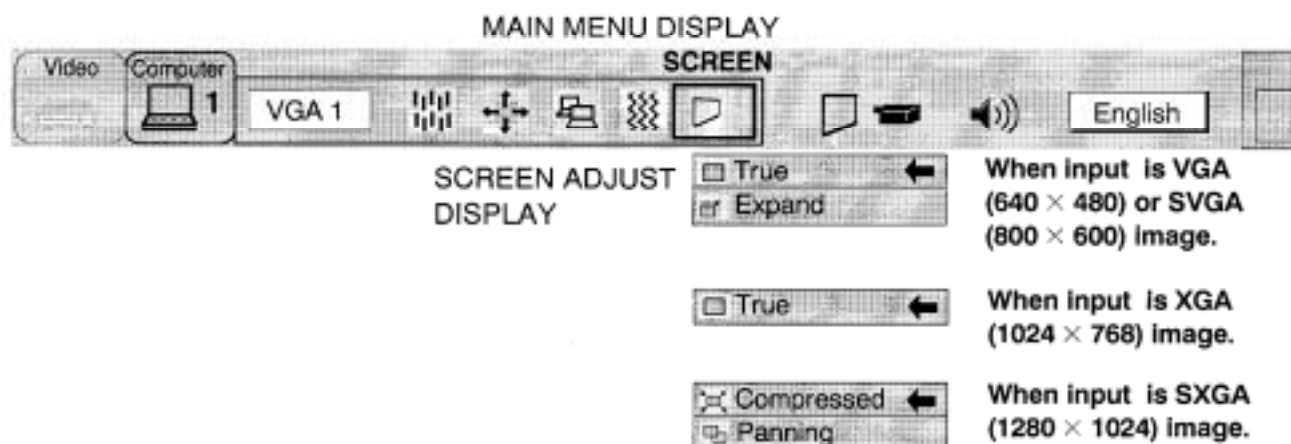 MAIN MENU DISPLAY
SCREEN
Video
Computer
1
VGA 1
English
SCREEN ADJUST
DISPLAY
True
Expand
When input is VGA
(640 × 480) or SVGA
(800 × 600) image.
True
When input is XGA
(1024 × 768) image.
Compressed
Panning
When input is SXGA
(1280 × 1024) image.